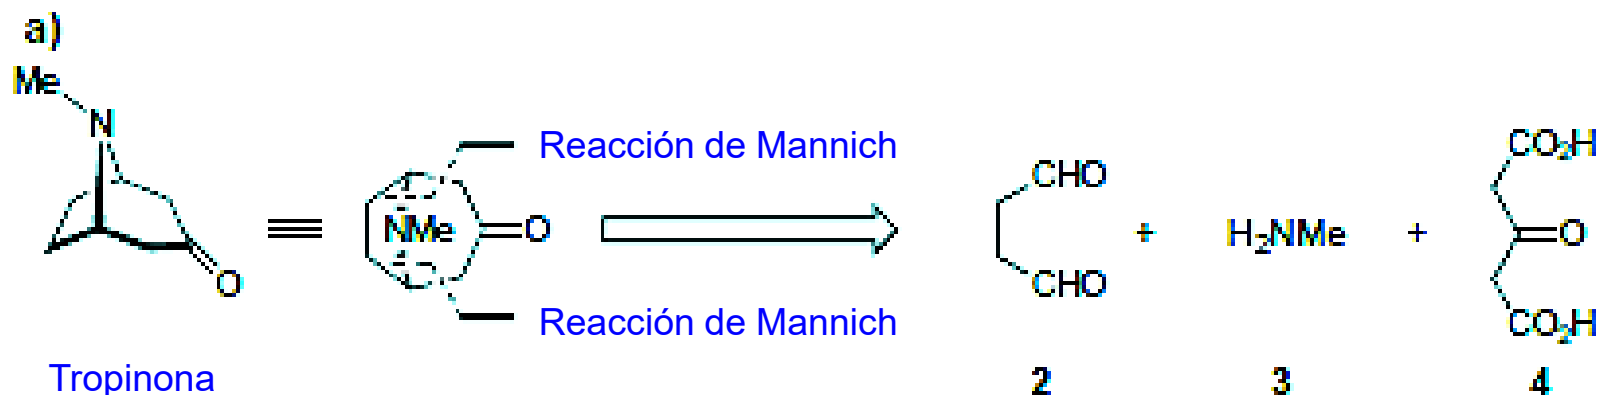 a)
Me
N
O
Tropinona
Reacción de Mannich
NMe
O
Reacción de Mannich
CHO
CHO
2
+
H₂NMe
3
+
CO₂H
O
CO₂H
4